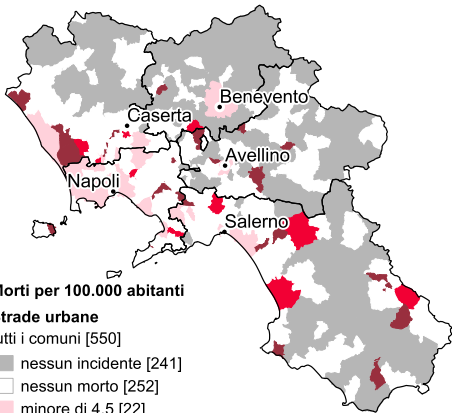 Benevento
Caserta
Avellino
Napoli
Salerno
Morti per 100.000 abitanti
Strade urbane
tutti i comuni [550]
nessun incidente [241]
nessun morto [252]
minore di 4,5 [22]